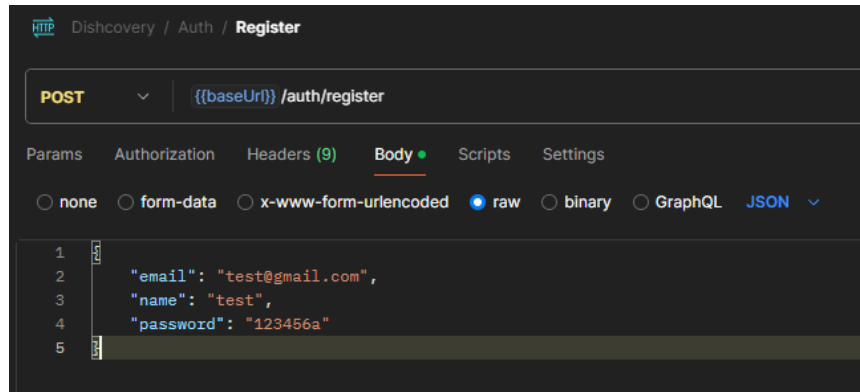 HTTP Dishcovery / Auth / Register
POST {{baseUrl}} /auth/register
Params Authorization Headers (9) Body Scripts Settings
none form-data x-www-form-urlencoded raw binary GraphQL JSON
1 {
2 "email": "test@gmail.com",
3 "name": "test",
4 "password": "123456a"
5 }